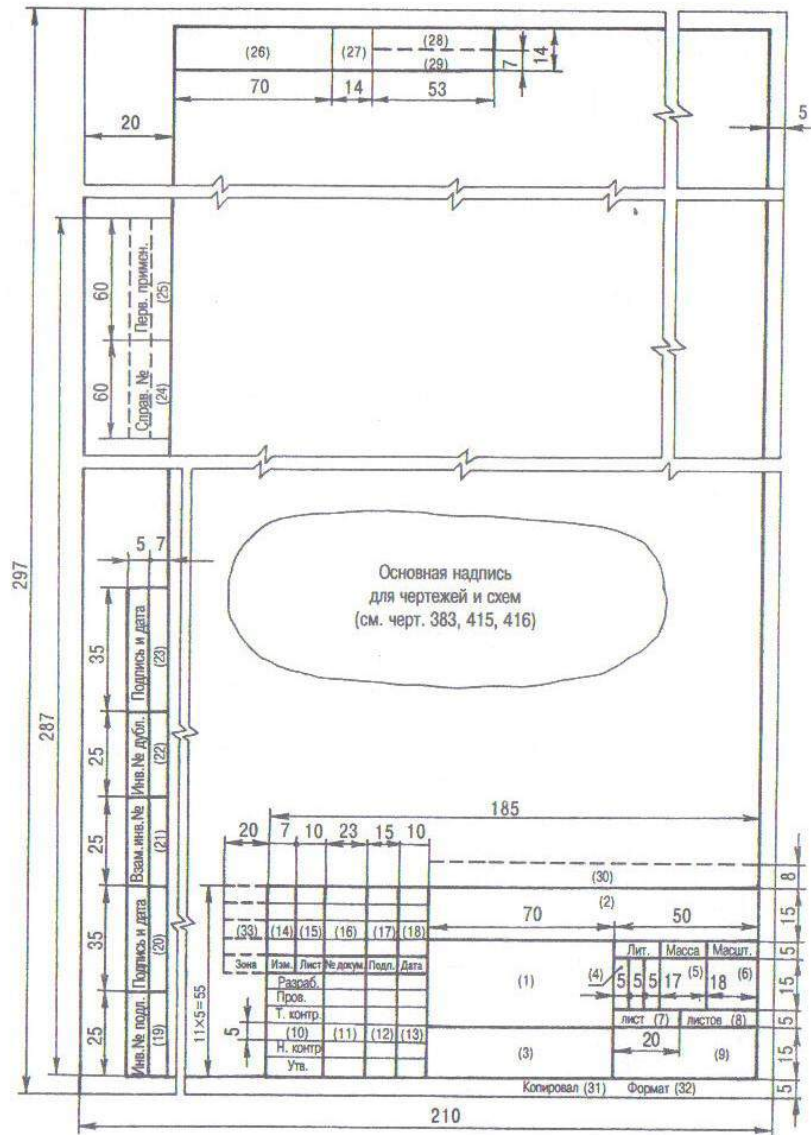 (26) (27) (28)
(29)
7
14
70 14 53
20
5
60
Перв. примен.
(25)
60
Справ. №
(24)
297
287
5 7
Основная надпись
для чертежей и схем
(см. черт. 383, 415, 416)
35
Подпись и дата
(23)
25
Инв.№ дубл.
(22)
25
Взам.инв.№
(21)
35
Подпись и дата
(20)
25
Инв.№ подл.
(19)
185
20 7 10 23 15 10
(30)
8
(2)
15
70 50
(33) (14) (15) (16) (17) (18)
Зона Изм. Лист № докум. Подп. Дата
Лит. Масса Масшт.
5
(4) 5 5 5 17 (5) 18 (6)
15
(1)
11×5=55
Разраб.
Пров.
Т. контр.
лист (7) листов (8)
5
5
(10) (11) (12) (13)
Н. контр
Утв.
(3)
20
(9)
15
Копировал (31) Формат (32)
5
210